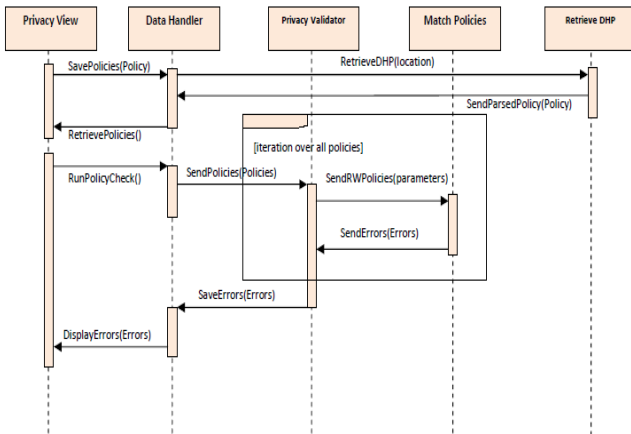 Privacy View
Data Handler
Privacy Validator
Match Policies
Retrieve DHP
SavePolicies(Policy)
RetrieveDHP(location)
SendParsedPolicy(Policy)
RetrievePolicies()
[iteration over all policies]
RunPolicyCheck()
SendPolicies(Policies)
SendRWPolicies(parameters)
SendErrors(Errors)
SaveErrors(Errors)
DisplayErrors(Errors)